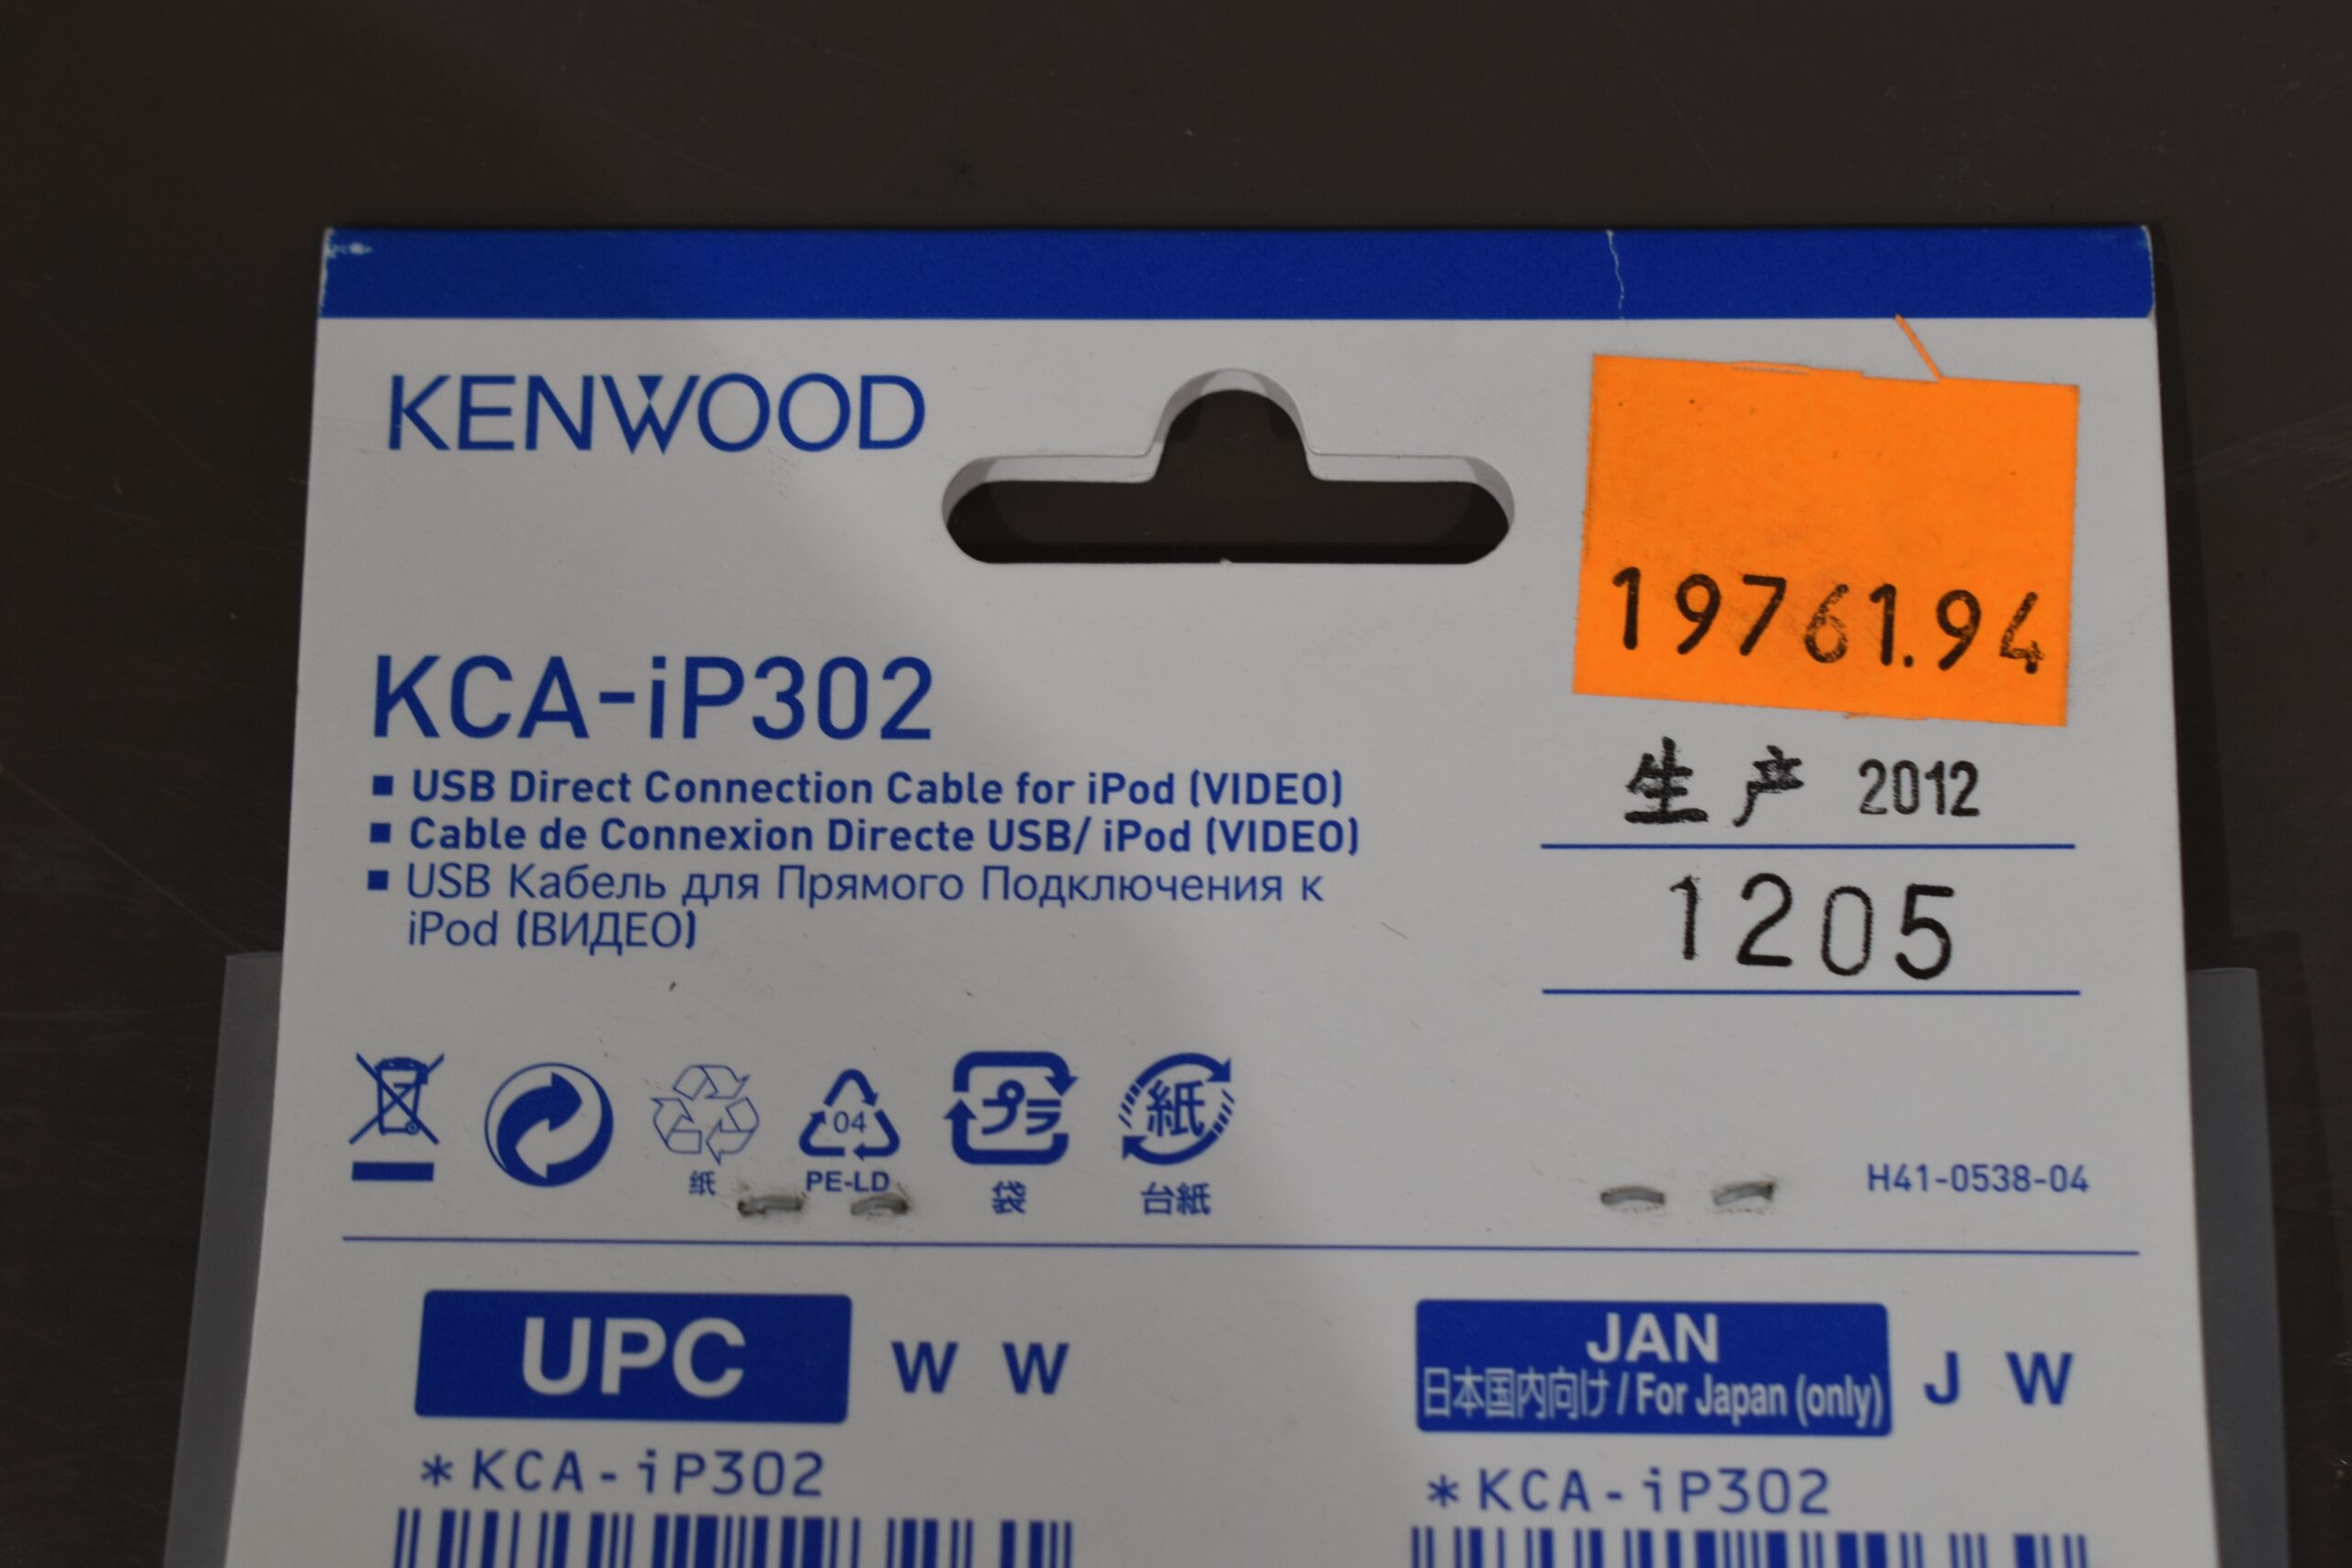 KENWOOD
19761.94
KCA-iP302
■ USB Direct Connection Cable for iPod (VIDEO)
■ Cable de Connexion Directe USB/ iPod (VIDEO)
■ USB Кабель для Прямого Подключения к
iPod (ВИДЕО)
生产 2012
1205
04
プラ
紙
纸
PE-LD
袋
台紙
H41-0538-04
UPC
W W
*KCA-iP302
JAN
日本国内向け/For Japan (only)
J W
*KCA-iP302